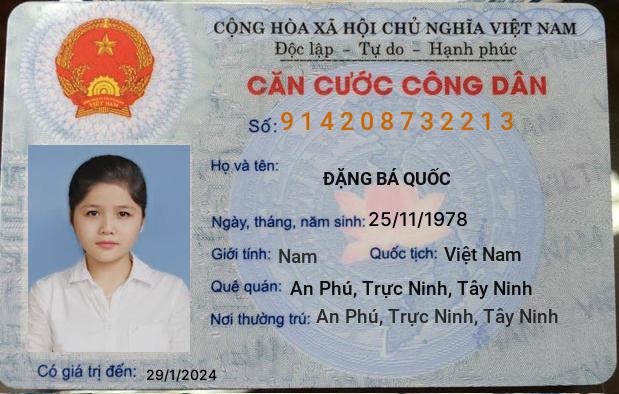 CỘNG HÒA XÃ HỘI CHỦ NGHĨA VIỆT NAM
Độc lập - Tự do - Hạnh phúc
CĂN CƯỚC CÔNG DÂN
Số: 914208732213
Họ và tên:
ĐẶNG BÁ QUỐC
Ngày, tháng, năm sinh: 25/11/1978
Giới tính: Nam Quốc tịch: Việt Nam
Quê quán: An Phú, Trực Ninh, Tây Ninh
Nơi thường trú: An Phú, Trực Ninh, Tây Ninh
Có giá trị đến: 29/1/2024
VIỆT NAM